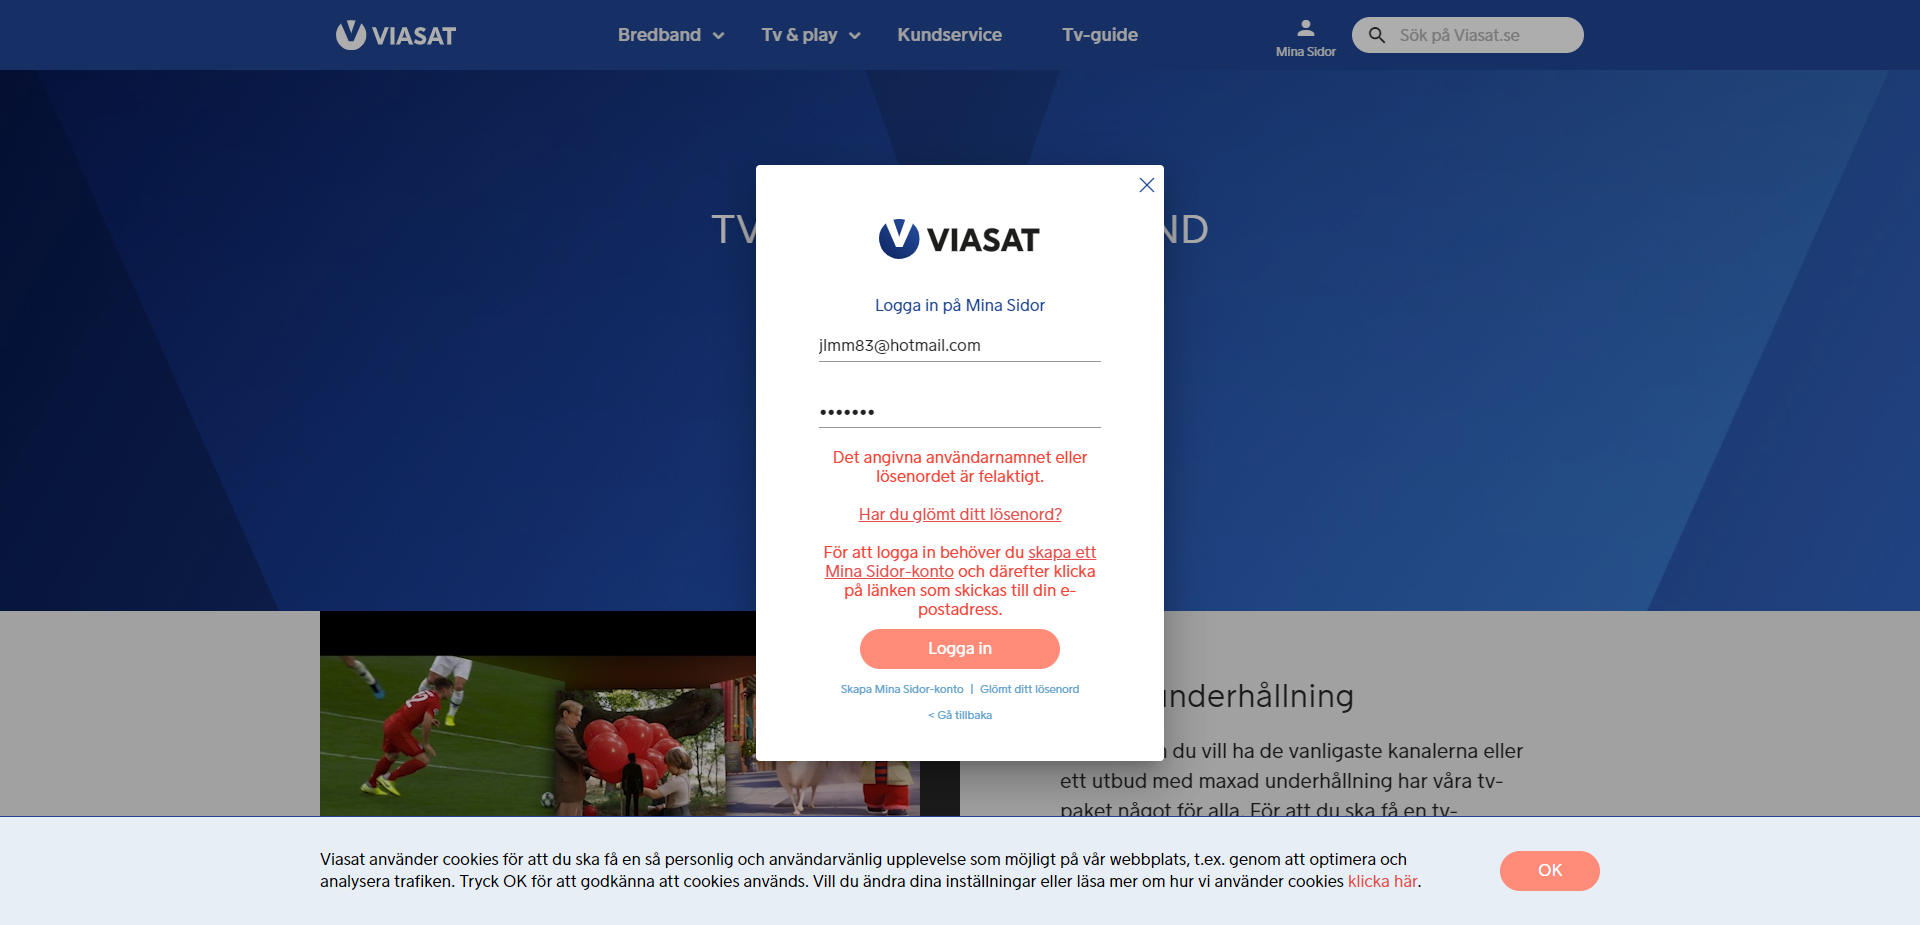 VIASAT
Bredband
Tv & play
Kundservice
Tv-guide
Mina Sidor
Sök på Viasat.se
TV
ND
VIASAT
Logga in på Mina Sidor
jlmm83@hotmail.com
•••••••
Det angivna användarnamnet eller
lösenordet är felaktigt.
Har du glömt ditt lösenord?
För att logga in behöver du skapa ett
Mina Sidor-konto och därefter klicka
på länken som skickas till din e-
postadress.
Logga in
Skapa Mina Sidor-konto | Glömt ditt lösenord
< Gå tillbaka
underhållning
du vill ha de vanligaste kanalerna eller
ett utbud med maxad underhållning har våra tv-
paket något för alla. För att du ska få en tv-
Viasat använder cookies för att du ska få en så personlig och användarvänlig upplevelse som möjligt på vår webbplats, t.ex. genom att optimera och
analysera trafiken. Tryck OK för att godkänna att cookies används. Vill du ändra dina inställningar eller läsa mer om hur vi använder cookies klicka här.
OK